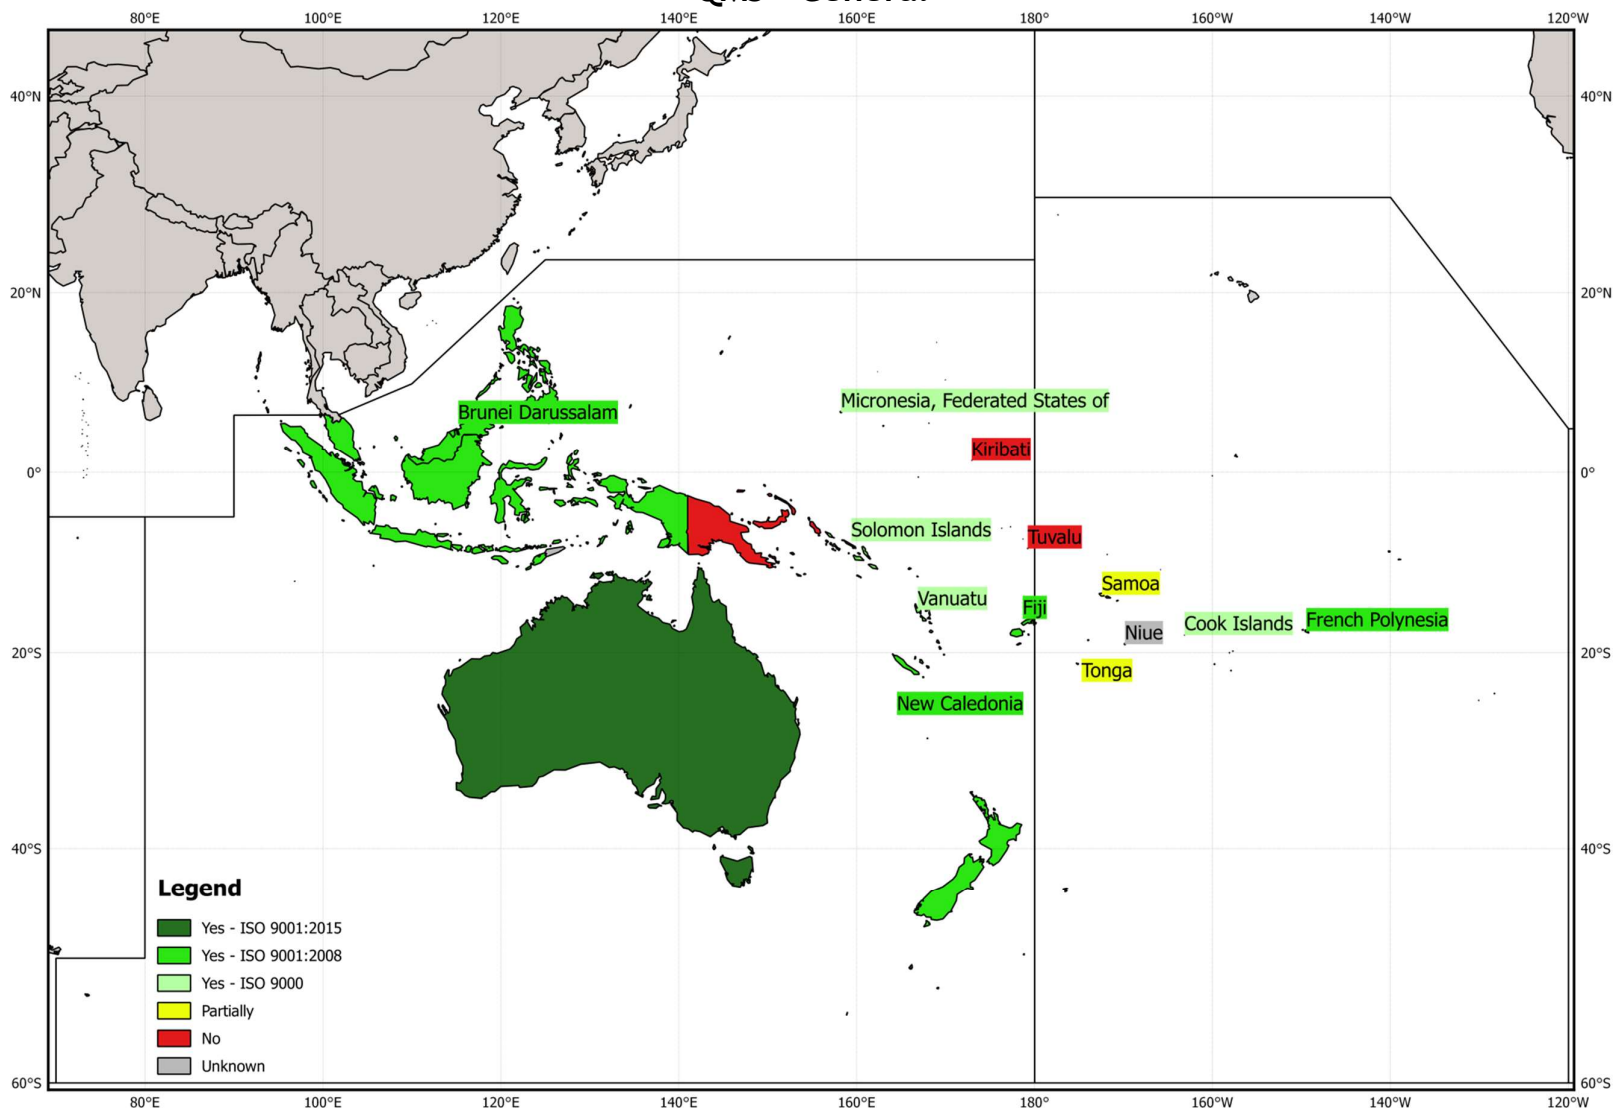 80°E 100°E 120°E 140°E 160°E 180° 160°W 140°W 120°W
40°N 40°N
20°N 20°N
Micronesia, Federated States of
Brunei Darussalam
Kiribati
0° 0°
Solomon Islands
Tuvalu
Samoa
Vanuatu
Fiji
Cook Islands
French Polynesia
Niue
20°S 20°S
Tonga
New Caledonia
40°S 40°S
Legend
Yes - ISO 9001:2015
Yes - ISO 9001:2008
Yes - ISO 9000
Partially
No
Unknown
60°S 60°S
80°E 100°E 120°E 140°E 160°E 180° 160°W 140°W 120°W